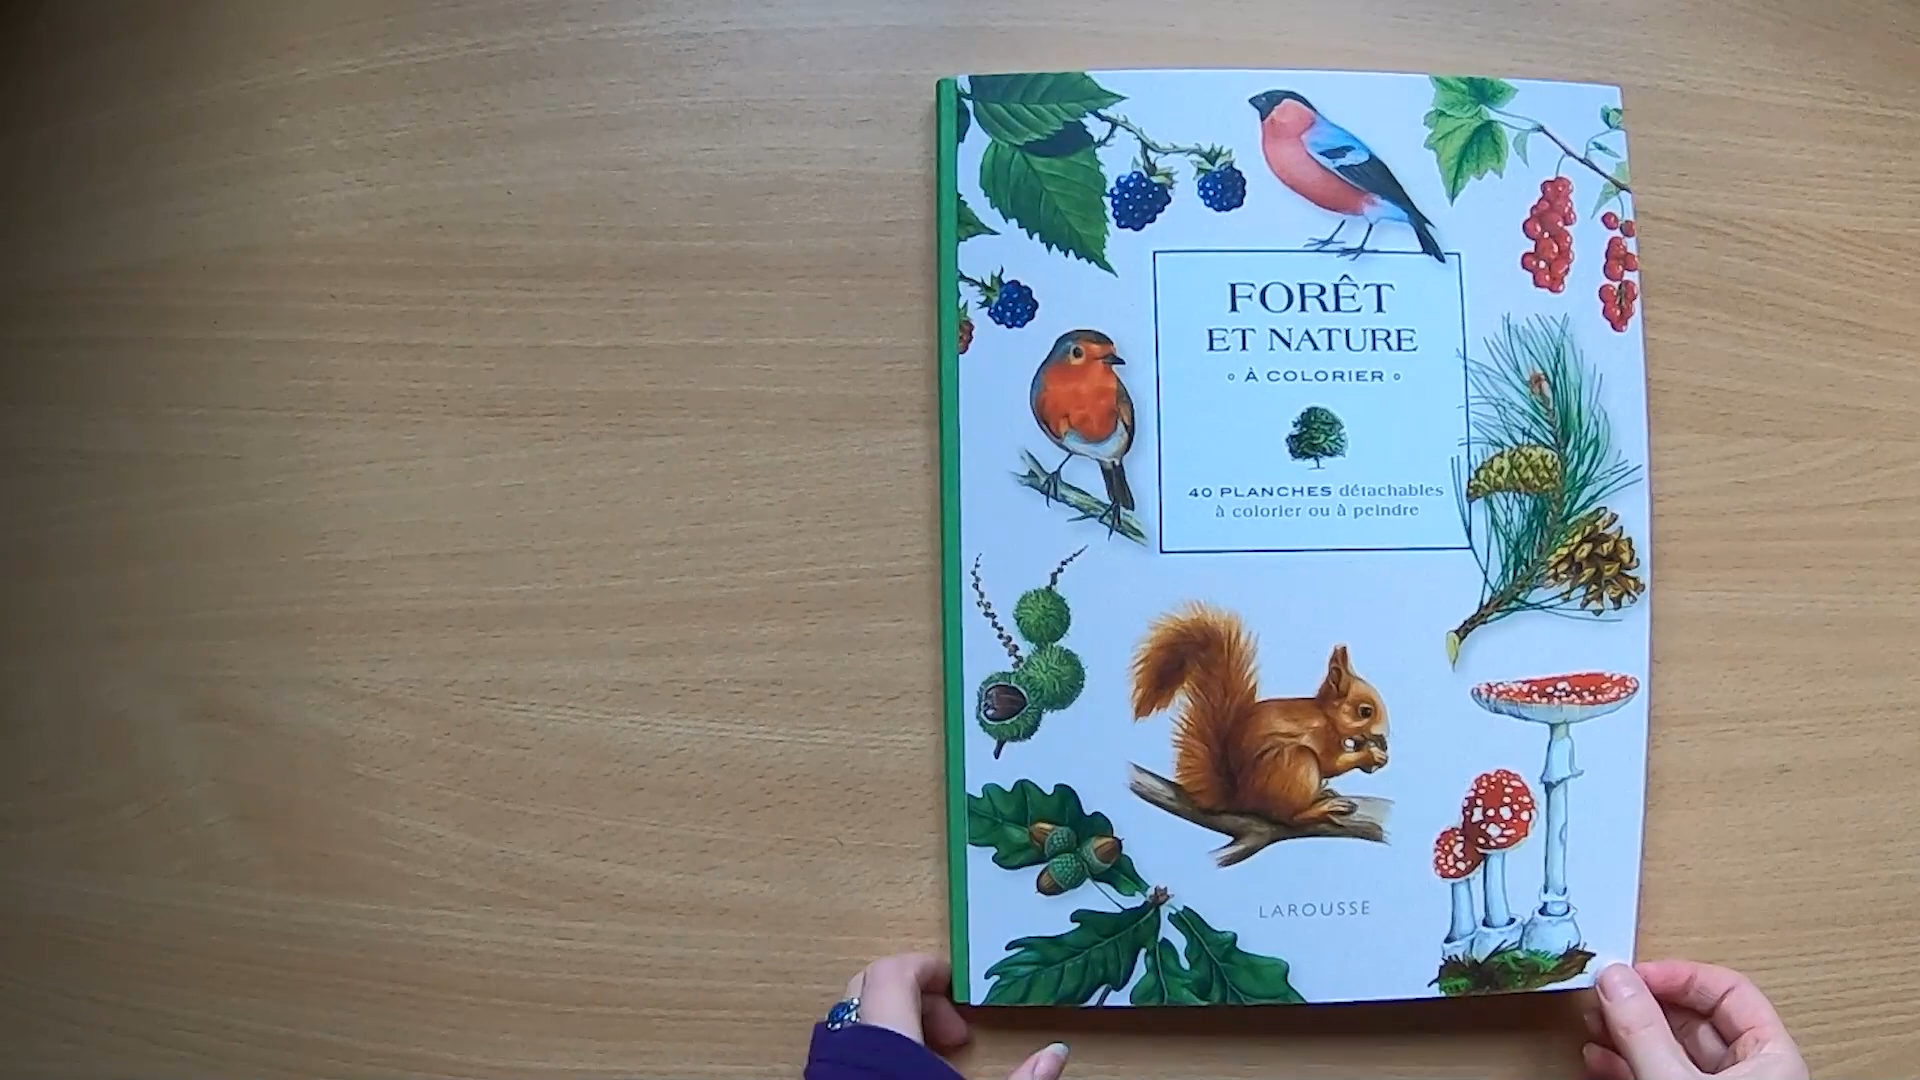 FORÊT
ET NATURE
◦ À COLORIER ◦
40 PLANCHES détachables
à colorier ou à peindre
LAROUSSE